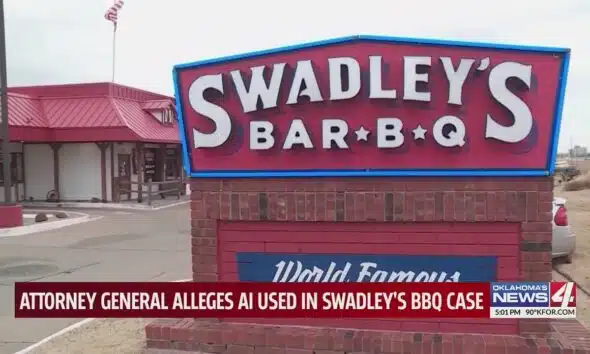 SWADLEY'S
BAR★B★Q
World Famous
ATTORNEY GENERAL ALLEGES AI USED IN SWADLEY'S BBQ CASE
OKLAHOMA'S
NEWS 4
5:01 PM 90° KFOR.COM